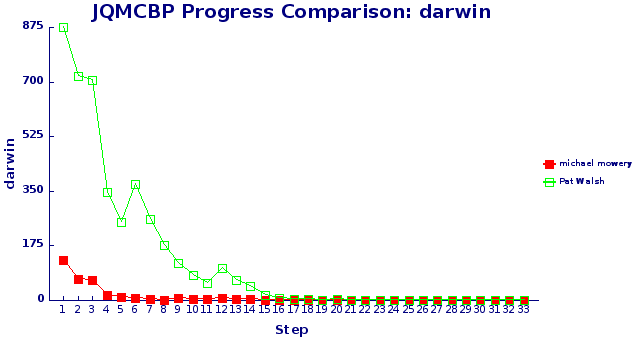 JQMCBP Progress Comparison: darwin
875
700
525
350
175
0
darwin
1 2 3 4 5 6 7 8 9 10 11 12 13 14 15 16 17 18 19 20 21 22 23 24 25 26 27 28 29 30 31 32 33
Step
michael mowery
Pat Walsh